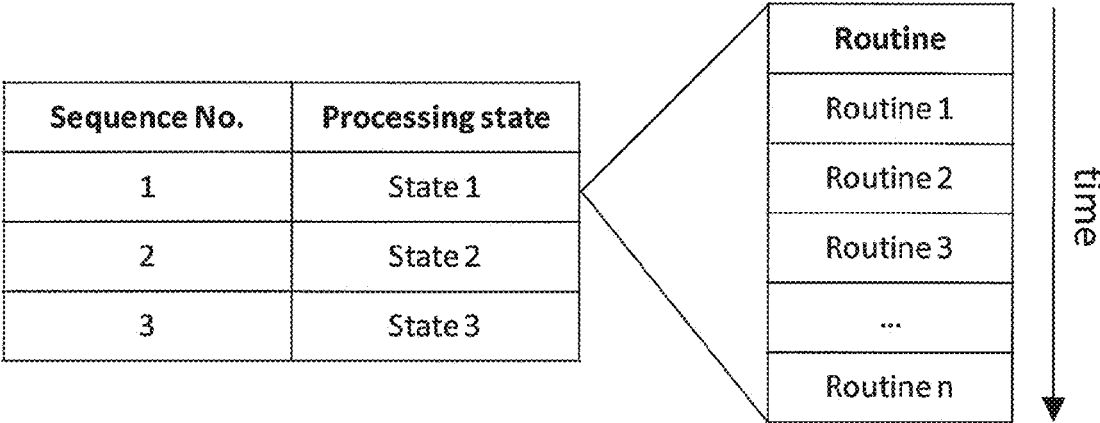 Sequence No. Processing state
1 State 1
2 State 2
3 State 3
Routine
Routine 1
Routine 2
Routine 3
...
Routine n
time